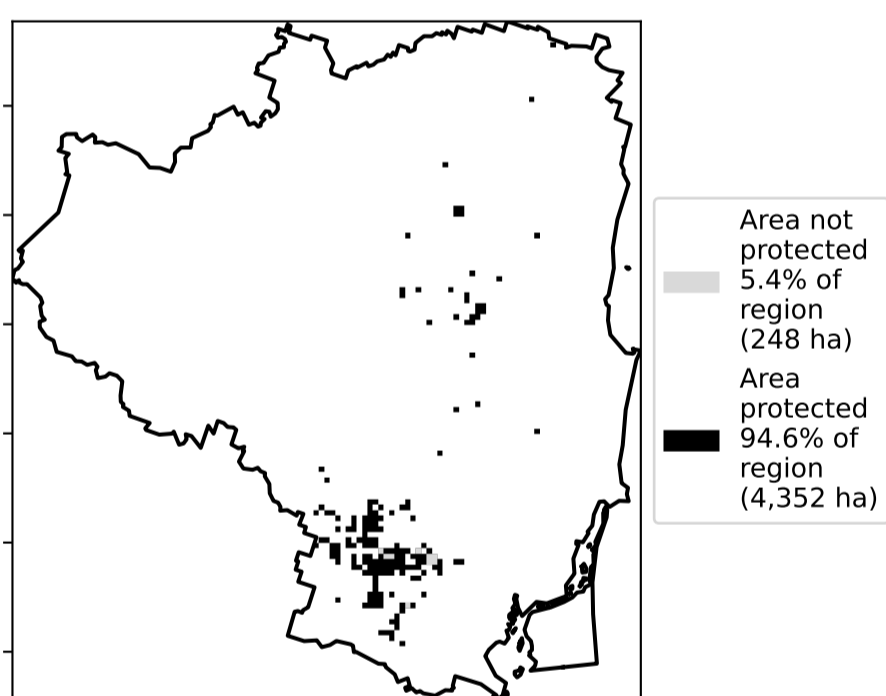 Area not
protected
5.4% of
region
(248 ha)
Area
protected
94.6% of
region
(4,352 ha)